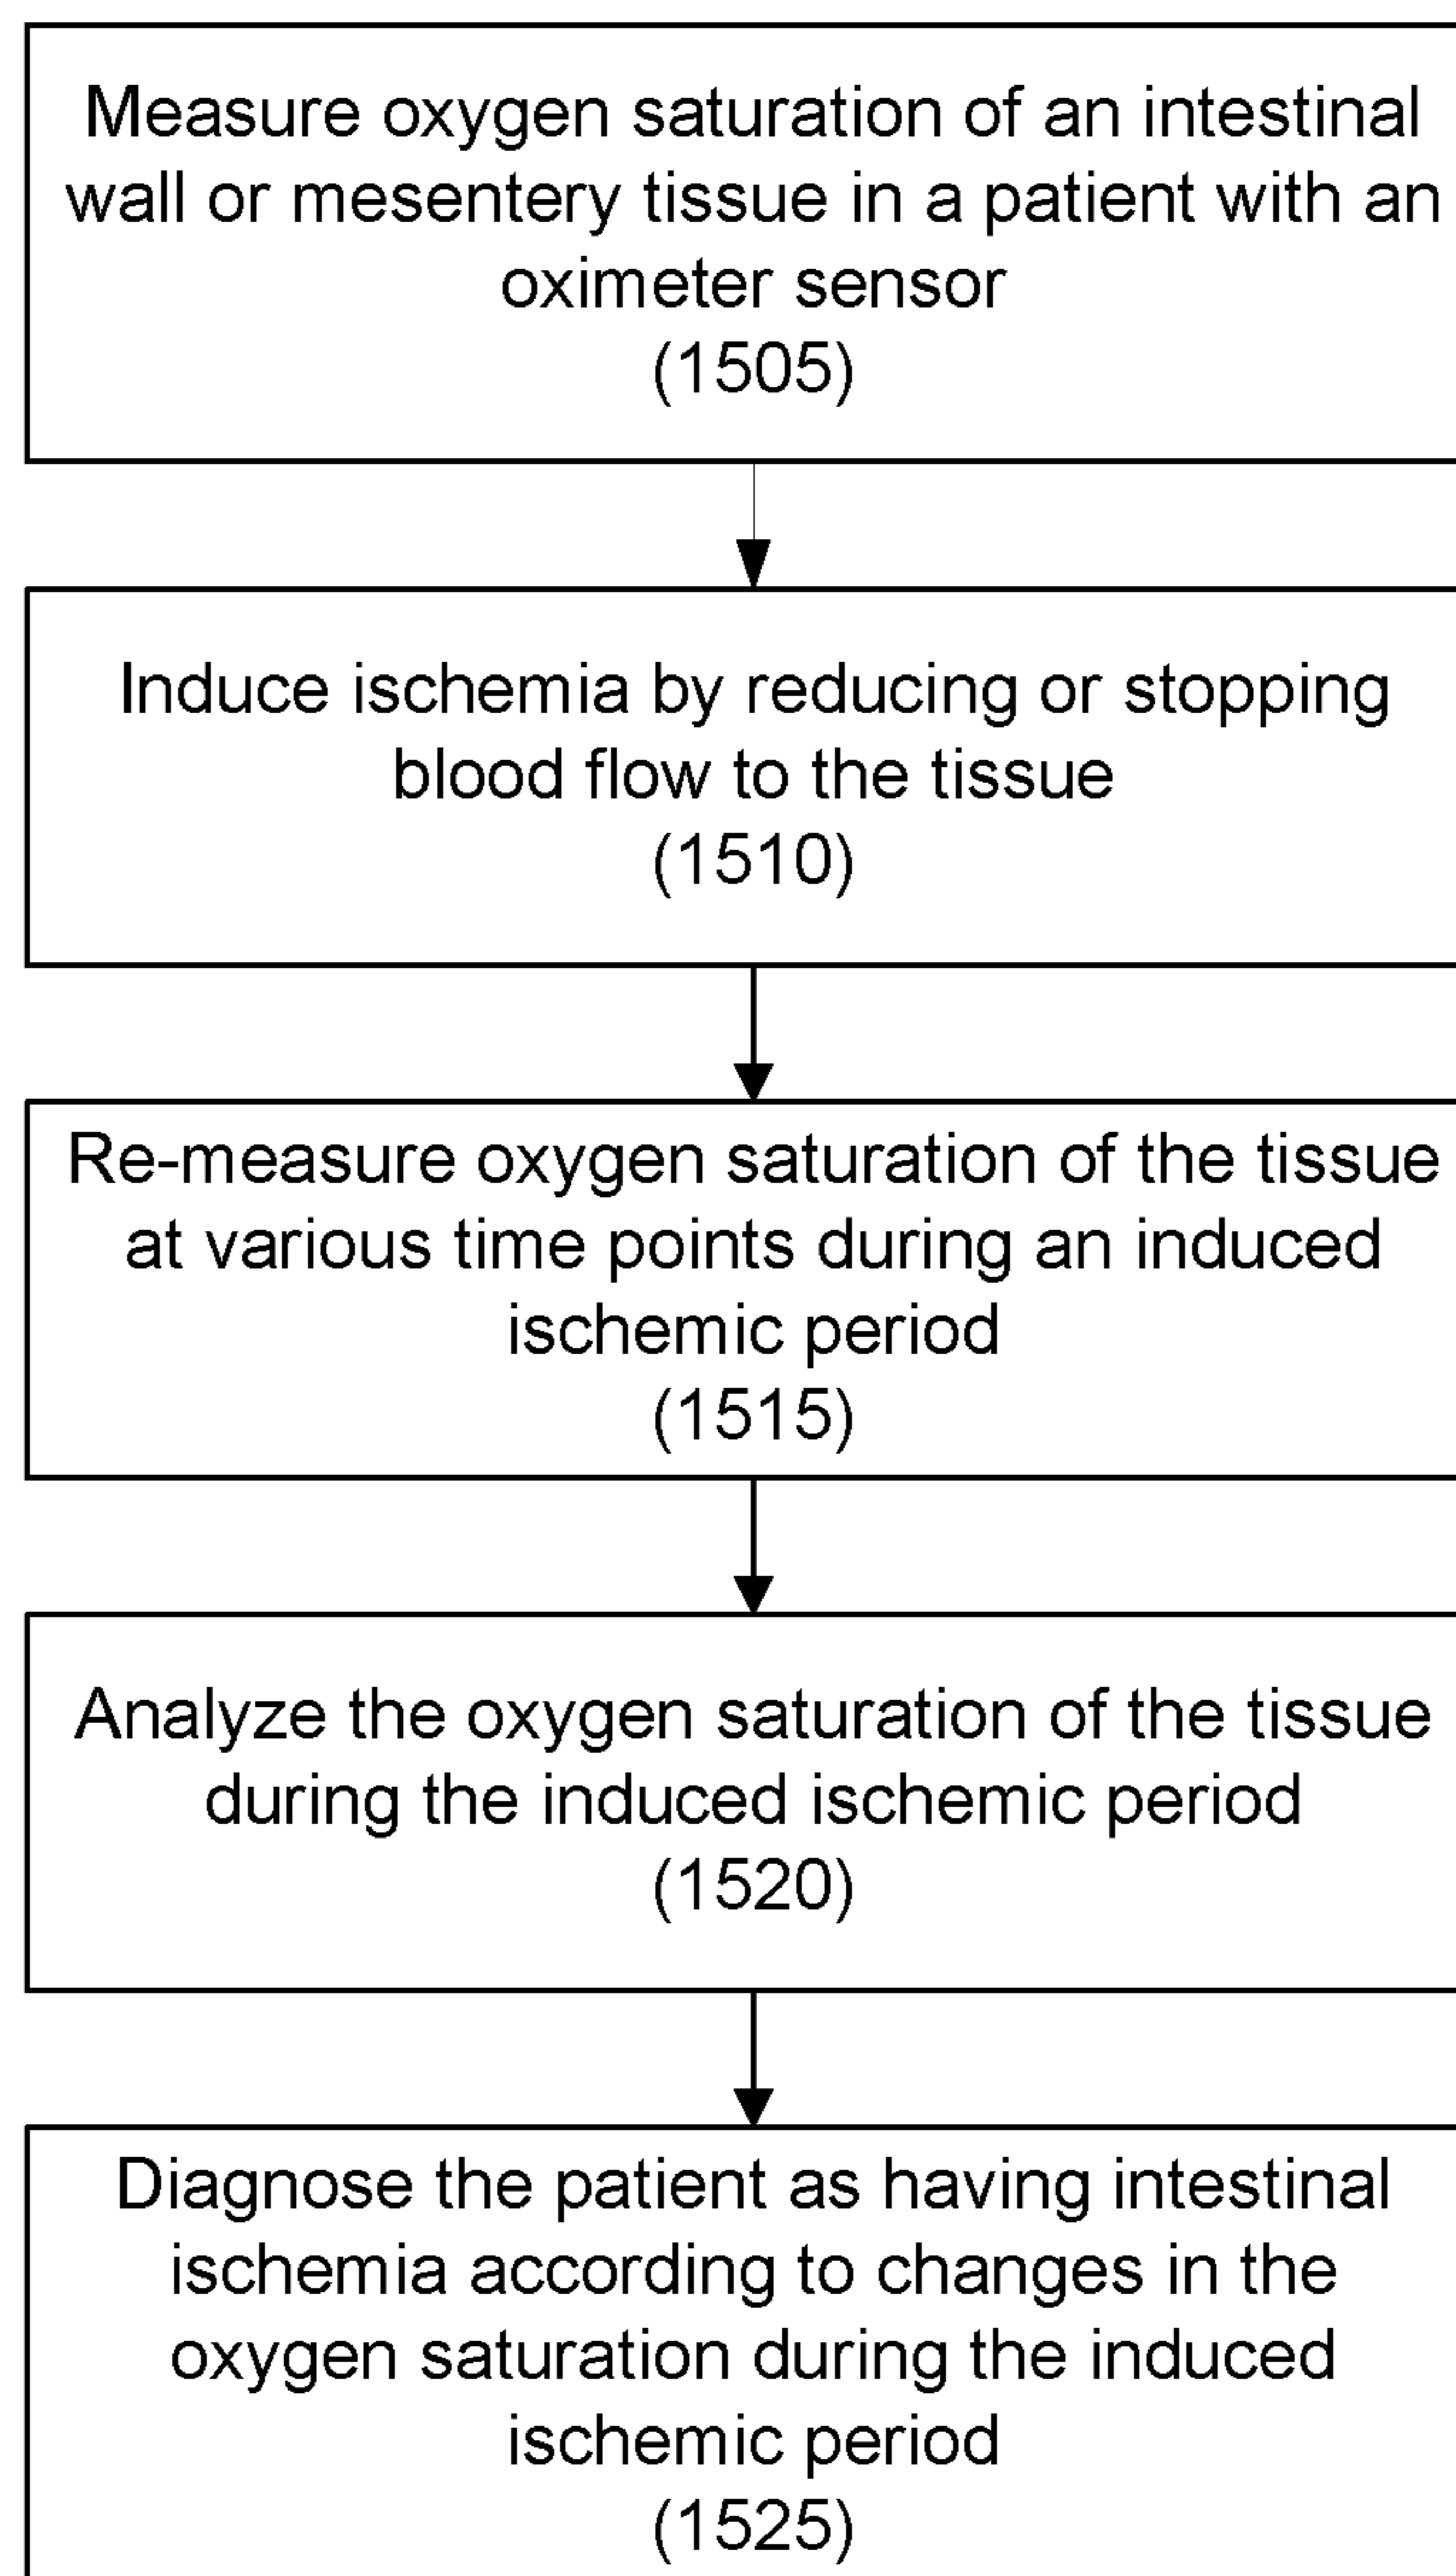 Measure oxygen saturation of an intestinal
wall or mesentery tissue in a patient with an
oximeter sensor
(1505)
Induce ischemia by reducing or stopping
blood flow to the tissue
(1510)
Re-measure oxygen saturation of the tissue
at various time points during an induced
ischemic period
(1515)
Analyze the oxygen saturation of the tissue
during the induced ischemic period
(1520)
Diagnose the patient as having intestinal
ischemia according to changes in the
oxygen saturation during the induced
ischemic period
(1525)